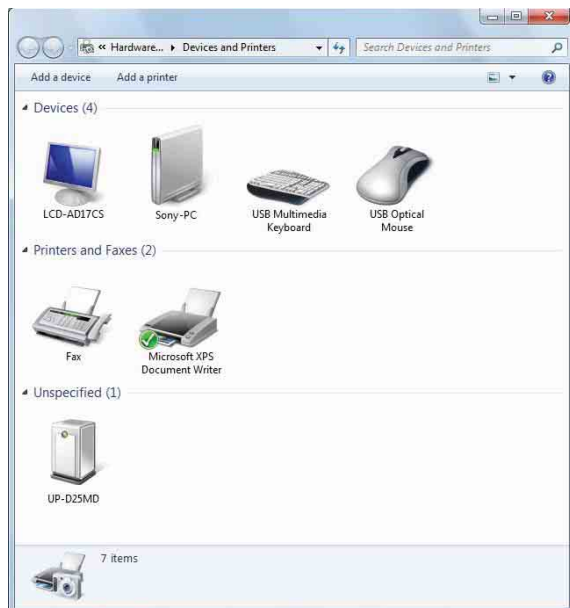 « Hardware... ▸ Devices and Printers
Search Devices and Printers
Add a device Add a printer
Devices (4)
LCD-AD17CS
Sony-PC
USB Multimedia
Keyboard
USB Optical
Mouse
Printers and Faxes (2)
Fax
Microsoft XPS
Document Writer
Unspecified (1)
UP-D25MD
7 items